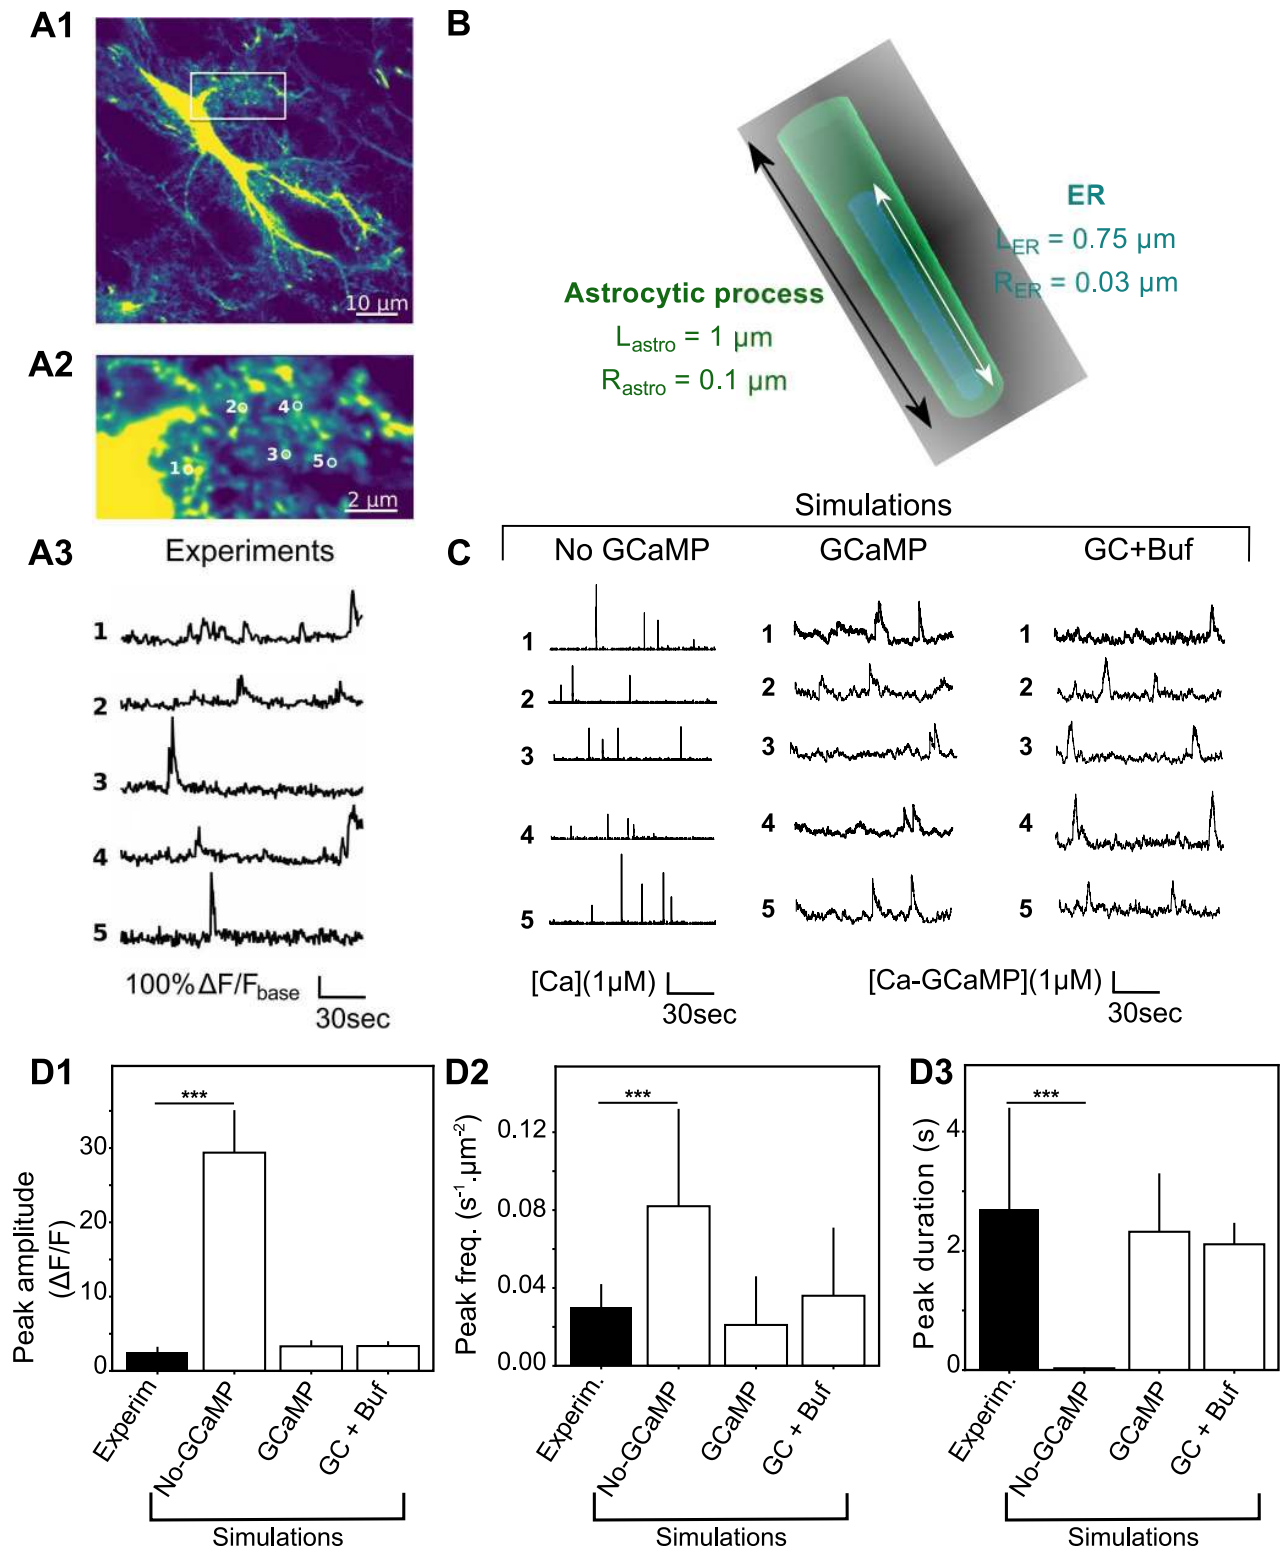 A1
10 µm
A2
2 4
3 5
1
2 µm
B
ER
L_ER = 0.75 µm
R_ER = 0.03 µm
Astrocytic process
L_astro = 1 µm
R_astro = 0.1 µm
A3 Experiments
1
2
3
4
5
100% ΔF/F_base
30sec
Simulations
C No GCaMP GCaMP GC+Buf
1 1 1
2 2 2
3 3 3
4 4 4
5 5 5
[Ca](1µM)
30sec
[Ca-GCaMP](1µM)
30sec
D1
***
Peak amplitude
(ΔF/F)
30
20
10
0
Experim.
No-GCaMP
GCaMP
GC + Buf
Simulations
D2
***
Peak freq. (s⁻¹.µm⁻²)
0.12
0.08
0.04
0.00
Experim.
No-GCaMP
GCaMP
GC + Buf
Simulations
D3
***
Peak duration (s)
4
2
0
Experim.
No-GCaMP
GCaMP
GC + Buf
Simulations